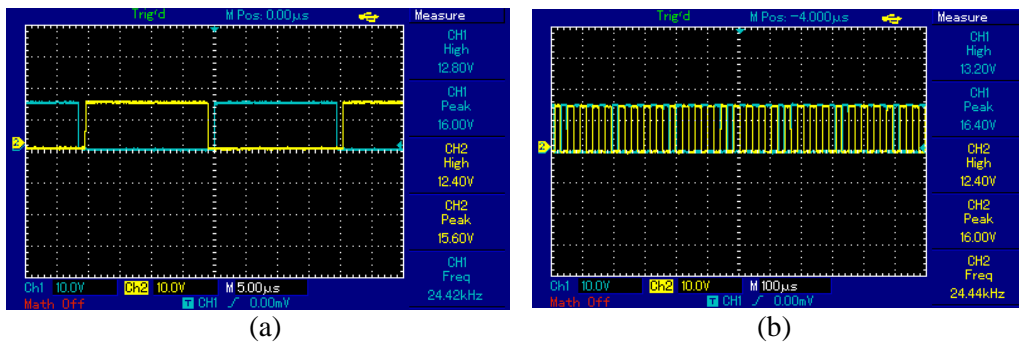 Trig'd M Pos: 0.00µs Measure
CH1
High
12.80V
CH1
Peak
16.00V
2
CH2
High
12.40V
CH2
Peak
15.60V
CH1
Freq
24.42kHz
Ch1 10.0V Ch2 10.0V M 5.00µs
Math Off T CH1 0.00mV
(a)
Trig'd M Pos: -4.000µs Measure
CH1
High
13.20V
CH1
Peak
16.40V
2
CH2
High
12.40V
CH2
Peak
16.00V
CH2
Freq
24.44kHz
Ch1 10.0V Ch2 10.0V M 100µs
Math Off T CH1 0.00mV
(b)